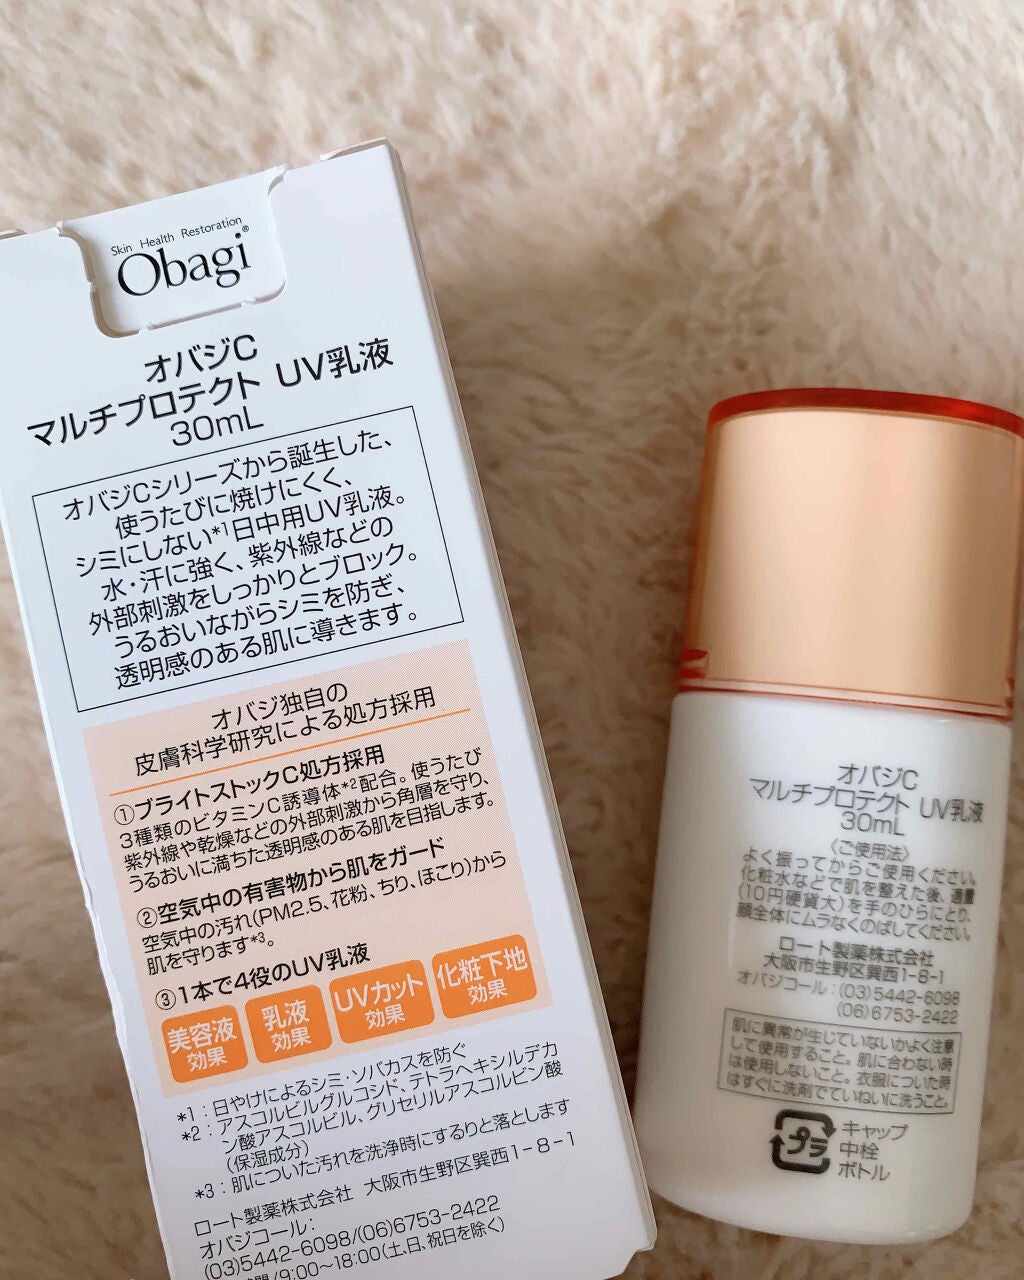 Skin Health Restoration
Obagi®
オバジC
マルチプロテクト UV乳液
30mL
オバジCシリーズから誕生した、
使うたびに焼けにくく、
シミにしない*1日中用UV乳液。
水・汗に強く、紫外線などの
外部刺激をしっかりとブロック。
うるおいながらシミを防ぎ、
透明感のある肌に導きます。
オバジ独自の
皮膚科学研究による処方採用
①ブライトストックC処方採用
3種類のビタミンC誘導体*2配合。使うたび
紫外線や乾燥などの外部刺激から角層を守り、
うるおいに満ちた透明感のある肌を目指します。
②空気中の有害物から肌をガード
空気中の汚れ(PM2.5、花粉、ちり、ほこり)から
肌を守ります*3。
③1本で4役のUV乳液
美容液 乳液 UVカット 化粧下地
効果 効果 効果 効果
*1：日やけによるシミ・ソバカスを防ぐ
*2：アスコルビルグルコシド、テトラヘキシルデカ
ン酸アスコルビル、グリセリルアスコルビン酸
(保湿成分)
*3：肌についた汚れを洗浄時にするりと落とします
ロート製薬株式会社 大阪市生野区巽西1-8-1
オバジコール：
(03)5442-6098/(06)6753-2422
時間/9:00～18:00(土、日、祝日を除く)
オバジC
マルチプロテクト UV乳液
30mL
〈ご使用法〉
よく振ってからご使用ください。
化粧水などで肌を整えた後、適量
(10円硬貨大)を手のひらにとり、
顔全体にムラなくのばしてください。
ロート製薬株式会社
大阪市生野区巽西1-8-1
オバジコール：(03)5442-6098
(06)6753-2422
肌に異常が生じていないかよく注意
して使用すること。肌に合わない時
は使用しないこと。衣服についた時
はすぐに洗剤でていねいに洗うこと。
プラ
キャップ
中栓
ボトル